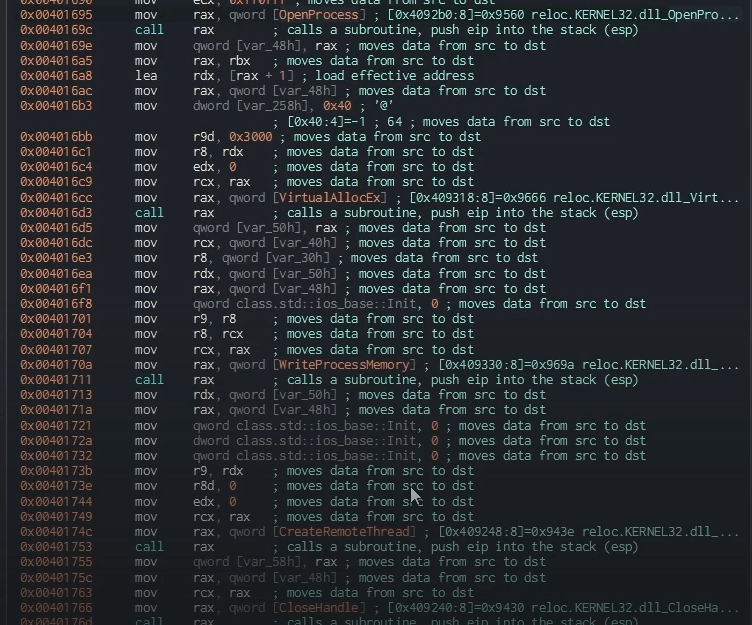 0x00401690 mov ecx, 0x1f0fff ; moves data from src to dst
0x00401695 mov rax, qword [OpenProcess] ; [0x4092b0:8]=0x9560 reloc.KERNEL32.dll_OpenPro...
0x0040169c call rax ; calls a subroutine, push eip into the stack (esp)
0x0040169e mov qword [var_48h], rax ; moves data from src to dst
0x004016a5 mov rax, rbx ; moves data from src to dst
0x004016a8 lea rdx, [rax + 1] ; load effective address
0x004016ac mov rax, qword [var_48h] ; moves data from src to dst
0x004016b3 mov dword [var_258h], 0x40 ; '@'
; [0x40:4]=-1 ; 64 ; moves data from src to dst
0x004016bb mov r9d, 0x3000 ; moves data from src to dst
0x004016c1 mov r8, rdx ; moves data from src to dst
0x004016c4 mov edx, 0 ; moves data from src to dst
0x004016c9 mov rcx, rax ; moves data from src to dst
0x004016cc mov rax, qword [VirtualAllocEx] ; [0x409318:8]=0x9666 reloc.KERNEL32.dll_Virt...
0x004016d3 call rax ; calls a subroutine, push eip into the stack (esp)
0x004016d5 mov qword [var_50h], rax ; moves data from src to dst
0x004016dc mov rcx, qword [var_40h] ; moves data from src to dst
0x004016e3 mov r8, qword [var_30h] ; moves data from src to dst
0x004016ea mov rdx, qword [var_50h] ; moves data from src to dst
0x004016f1 mov rax, qword [var_48h] ; moves data from src to dst
0x004016f8 mov qword class.std::ios_base::Init, 0 ; moves data from src to dst
0x00401701 mov r9, r8 ; moves data from src to dst
0x00401704 mov r8, rcx ; moves data from src to dst
0x00401707 mov rcx, rax ; moves data from src to dst
0x0040170a mov rax, qword [WriteProcessMemory] ; [0x409330:8]=0x969a reloc.KERNEL32.dll_...
0x00401711 call rax ; calls a subroutine, push eip into the stack (esp)
0x00401713 mov rdx, qword [var_50h] ; moves data from src to dst
0x0040171a mov rax, qword [var_48h] ; moves data from src to dst
0x00401721 mov qword class.std::ios_base::Init, 0 ; moves data from src to dst
0x0040172a mov dword class.std::ios_base::Init, 0 ; moves data from src to dst
0x00401732 mov qword class.std::ios_base::Init, 0 ; moves data from src to dst
0x0040173b mov r9, rdx ; moves data from src to dst
0x0040173e mov r8d, 0 ; moves data from src to dst
0x00401744 mov edx, 0 ; moves data from src to dst
0x00401749 mov rcx, rax ; moves data from src to dst
0x0040174c mov rax, qword [CreateRemoteThread] ; [0x409248:8]=0x943e reloc.KERNEL32.dll_...
0x00401753 call rax ; calls a subroutine, push eip into the stack (esp)
0x00401755 mov qword [var_58h], rax ; moves data from src to dst
0x0040175c mov rax, qword [var_48h] ; moves data from src to dst
0x00401763 mov rcx, rax ; moves data from src to dst
0x00401766 mov rax, qword [CloseHandle] ; [0x409240:8]=0x9430 reloc.KERNEL32.dll_CloseHa...
0x0040176d call rax ; calls a subroutine, push eip into the stack (esp)